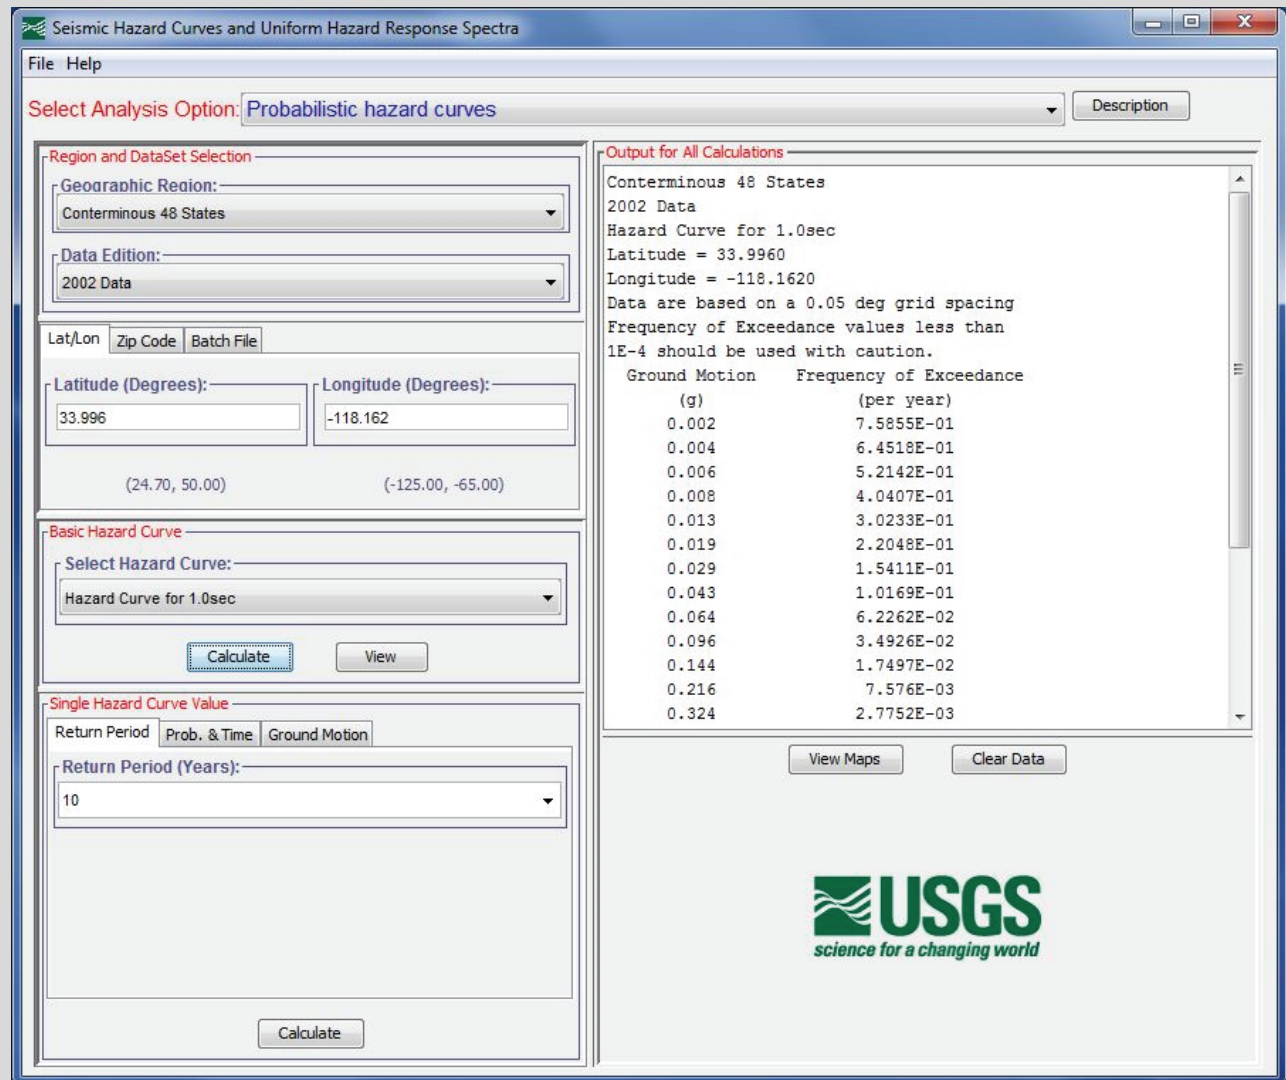 Seismic Hazard Curves and Uniform Hazard Response Spectra
File Help
Select Analysis Option: Probabilistic hazard curves
Description
Region and DataSet Selection
Geographic Region:
Conterminous 48 States
Data Edition:
2002 Data
Lat/Lon Zip Code Batch File
Latitude (Degrees): Longitude (Degrees):
33.996 -118.162
(24.70, 50.00) (-125.00, -65.00)
Basic Hazard Curve
Select Hazard Curve:
Hazard Curve for 1.0sec
Calculate View
Single Hazard Curve Value
Return Period Prob. & Time Ground Motion
Return Period (Years):
10
Calculate
Output for All Calculations
Conterminous 48 States
2002 Data
Hazard Curve for 1.0sec
Latitude = 33.9960
Longitude = -118.1620
Data are based on a 0.05 deg grid spacing
Frequency of Exceedance values less than
1E-4 should be used with caution.
Ground Motion Frequency of Exceedance
(g) (per year)
0.002 7.5855E-01
0.004 6.4518E-01
0.006 5.2142E-01
0.008 4.0407E-01
0.013 3.0233E-01
0.019 2.2048E-01
0.029 1.5411E-01
0.043 1.0169E-01
0.064 6.2262E-02
0.096 3.4926E-02
0.144 1.7497E-02
0.216 7.576E-03
0.324 2.7752E-03
View Maps Clear Data
USGS
science for a changing world